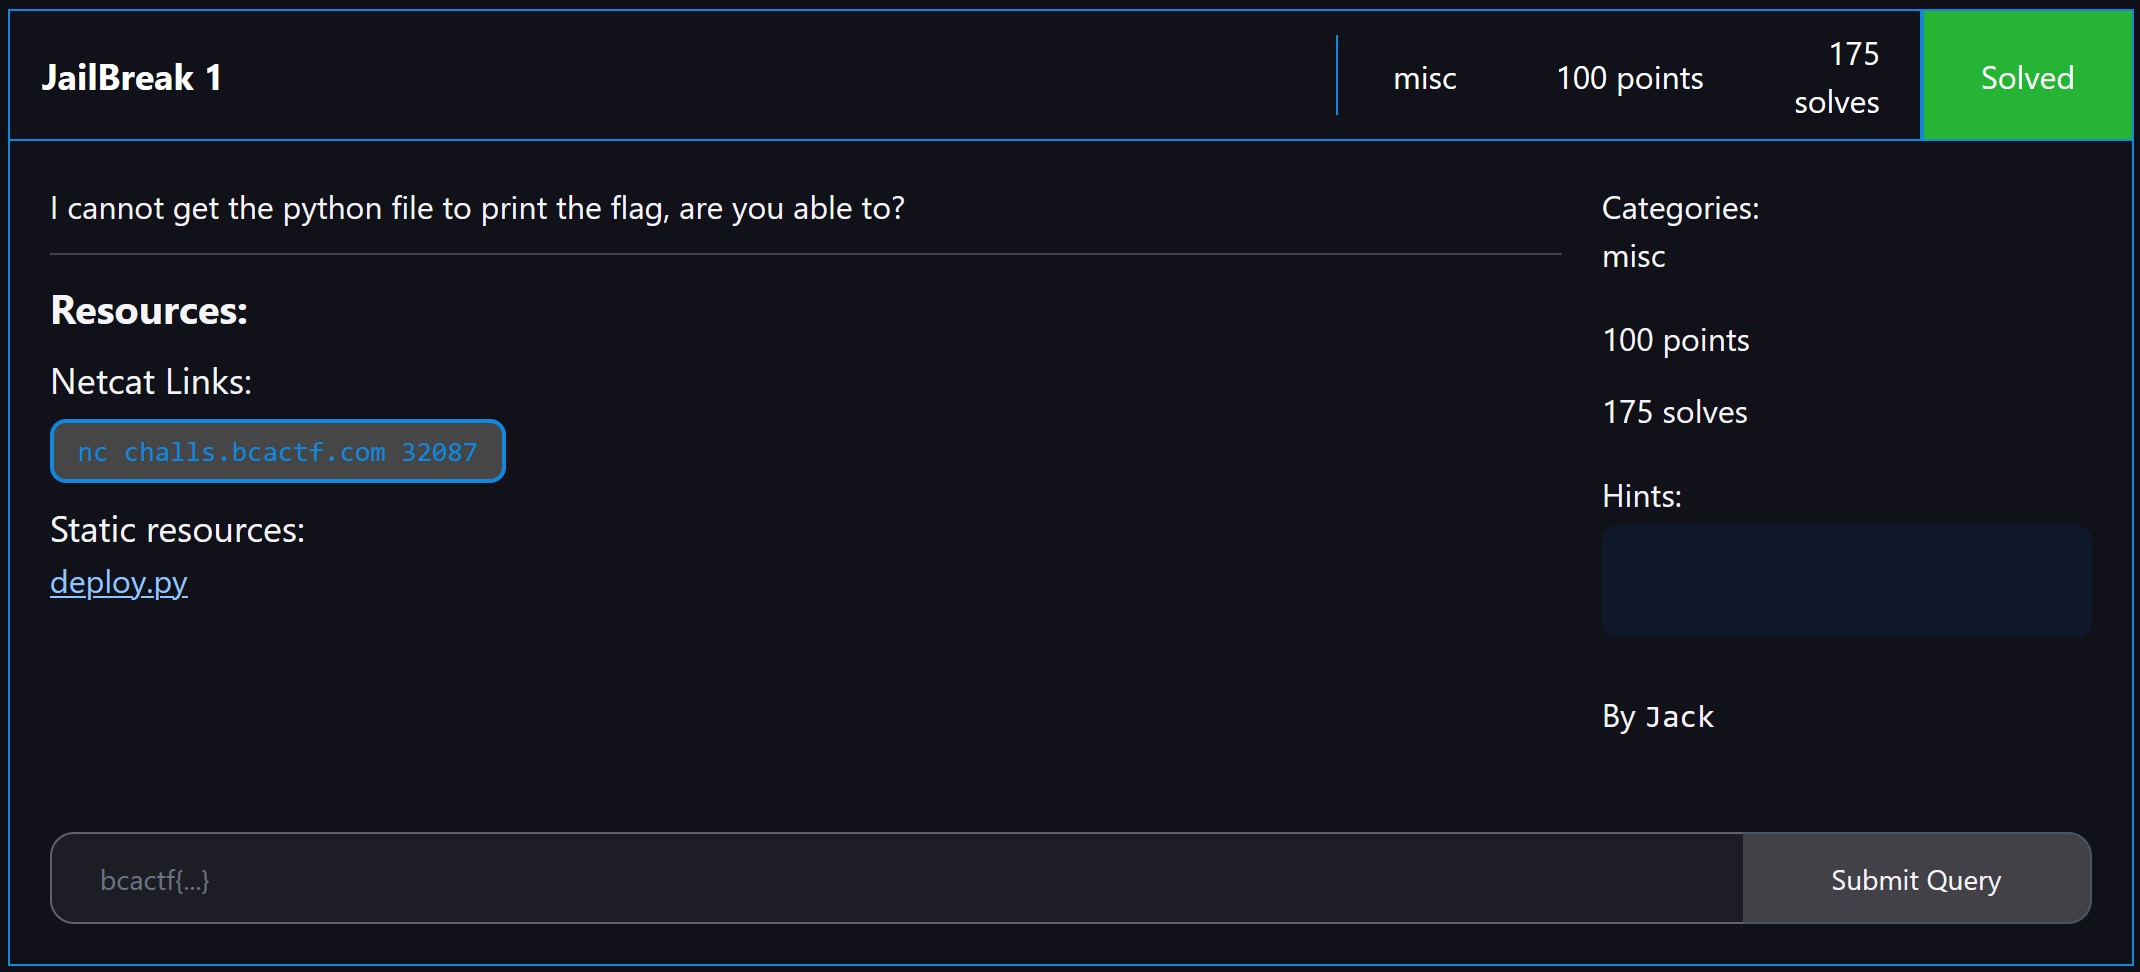 JailBreak 1
misc
100 points
175
solves
Solved
I cannot get the python file to print the flag, are you able to?
Resources:
Netcat Links:
nc challs.bcactf.com 32087
Static resources:
deploy.py
Categories:
misc
100 points
175 solves
Hints:
By Jack
bcactf{...}
Submit Query